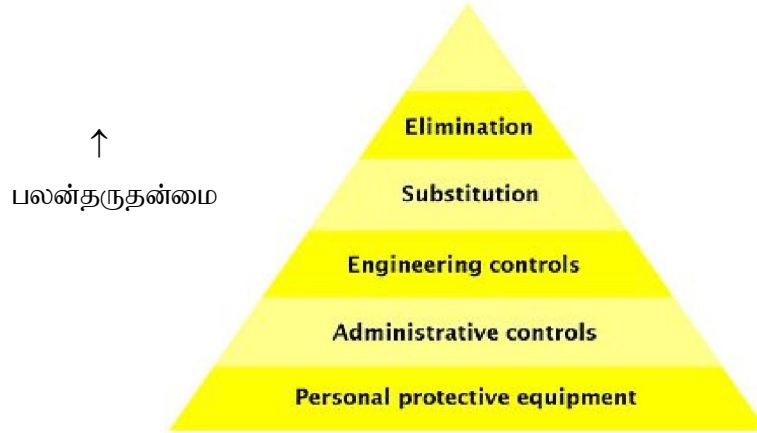 ↑
பலன்தருதன்மை
Elimination
Substitution
Engineering controls
Administrative controls
Personal protective equipment